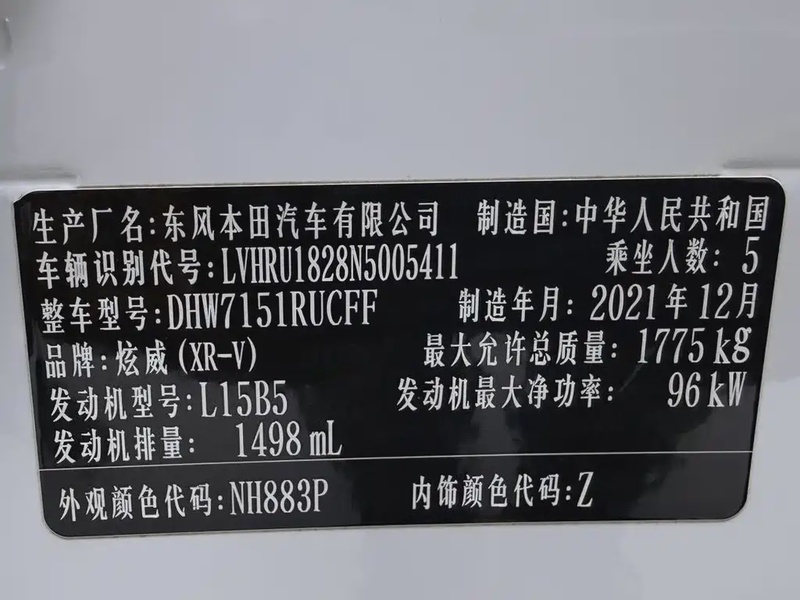 生产厂名:东风本田汽车有限公司 制造国:中华人民共和国
车辆识别代号:LVHRU1828N5005411 乘坐人数:5
整车型号:DHW7151RUCFF 制造年月:2021年12月
品牌:炫威(XR-V) 最大允许总质量:1775kg
发动机型号:L15B5 发动机最大净功率:96kW
发动机排量:1498mL
外观颜色代码:NH883P 内饰颜色代码:Z